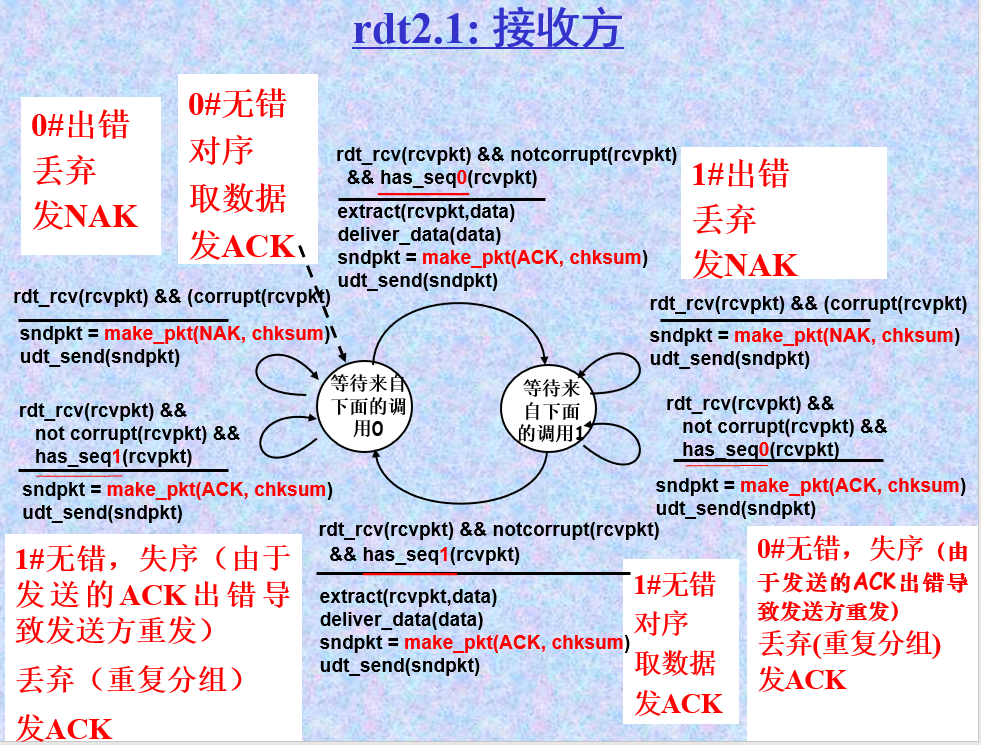 rdt2.1: 接收方
0#出错
丢弃
发NAK
0#无错
对序
取数据
发ACK
rdt_rcv(rcvpkt) && notcorrupt(rcvpkt)
&& has_seq0(rcvpkt)
extract(rcvpkt,data)
deliver_data(data)
sndpkt = make_pkt(ACK, chksum)
udt_send(sndpkt)
1#出错
丢弃
发NAK
rdt_rcv(rcvpkt) && (corrupt(rcvpkt)
sndpkt = make_pkt(NAK, chksum)
udt_send(sndpkt)
rdt_rcv(rcvpkt) && (corrupt(rcvpkt)
sndpkt = make_pkt(NAK, chksum)
udt_send(sndpkt)
等待来自
下面的调
用0
等待来
自下面
的调用1
rdt_rcv(rcvpkt) &&
not corrupt(rcvpkt) &&
has_seq1(rcvpkt)
sndpkt = make_pkt(ACK, chksum)
udt_send(sndpkt)
rdt_rcv(rcvpkt) &&
not corrupt(rcvpkt) &&
has_seq0(rcvpkt)
sndpkt = make_pkt(ACK, chksum)
udt_send(sndpkt)
rdt_rcv(rcvpkt) && notcorrupt(rcvpkt)
&& has_seq1(rcvpkt)
extract(rcvpkt,data)
deliver_data(data)
sndpkt = make_pkt(ACK, chksum)
udt_send(sndpkt)
1#无错，失序（由于
发送的ACK出错导
致发送方重发）
丢弃（重复分组）
发ACK
1#无错
对序
取数据
发ACK
0#无错，失序（由
于发送的ACK出错导
致发送方重发）
丢弃(重复分组)
发ACK